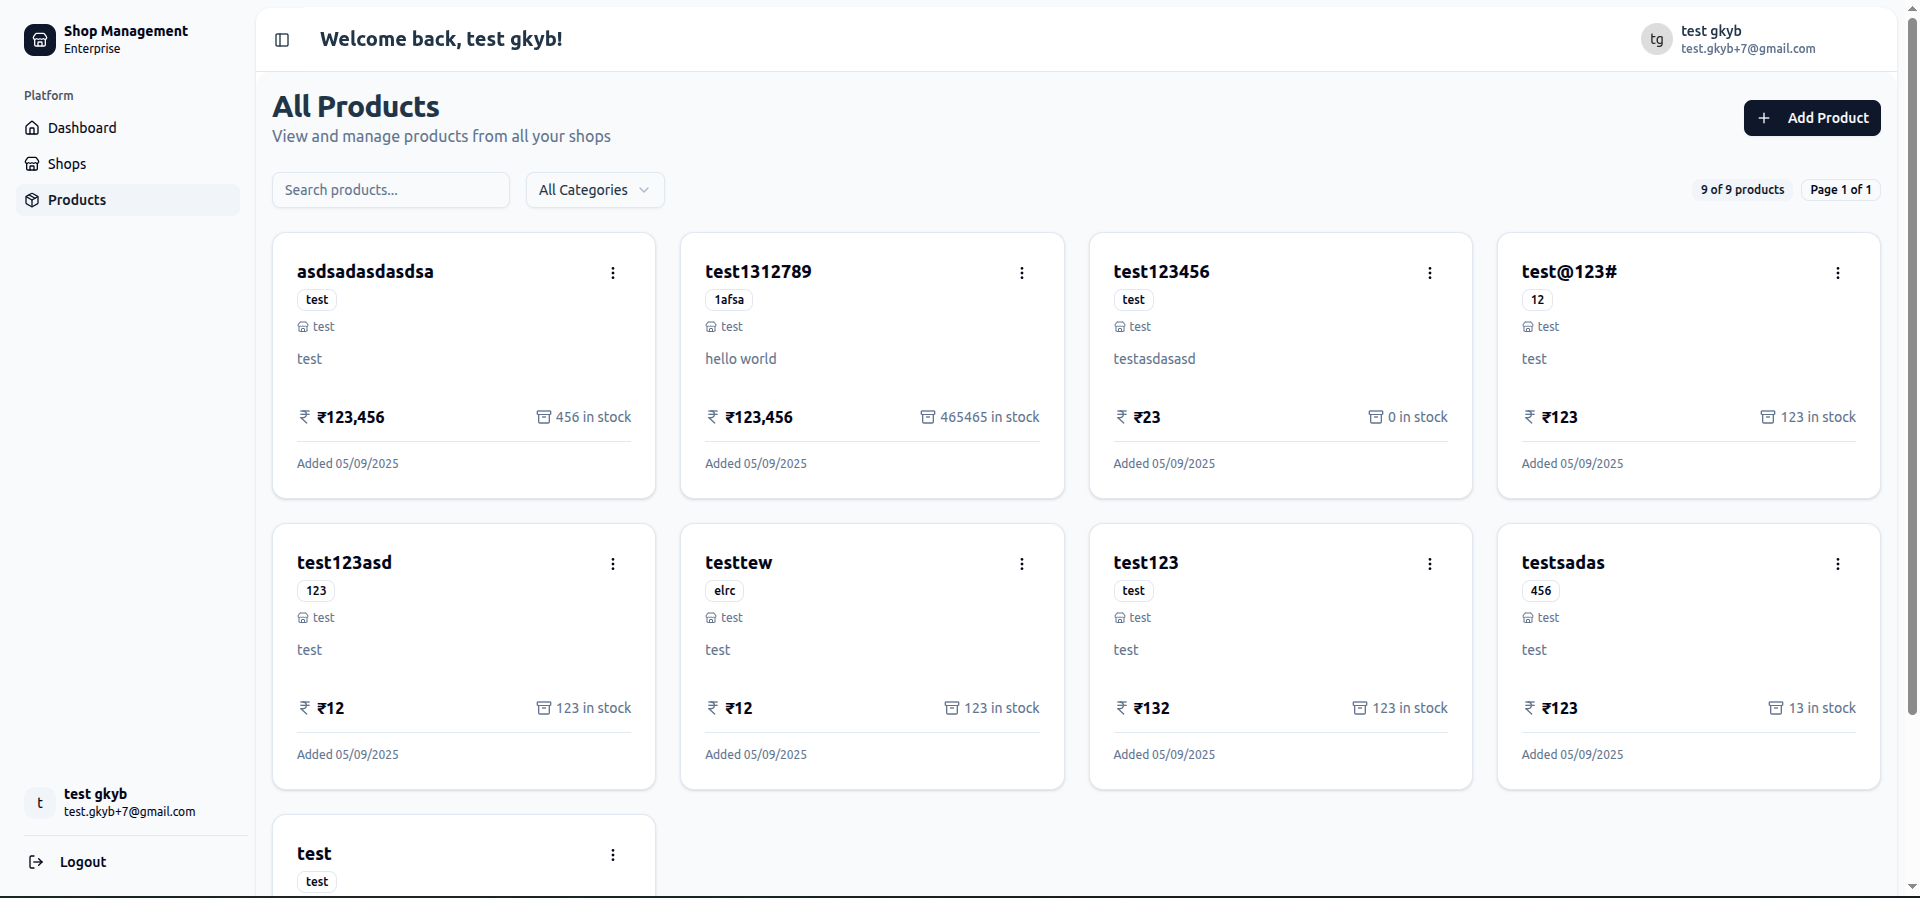 Shop Management
Enterprise
Platform
Dashboard
Shops
Products
test gkyb
test.gkyb+7@gmail.com
Logout
Welcome back, test gkyb!
tg
test gkyb
test.gkyb+7@gmail.com
All Products
View and manage products from all your shops
Add Product
Search products...
All Categories
9 of 9 products
Page 1 of 1
asdsadasdasdsa
test
test
test
₹ ₹123,456
456 in stock
Added 05/09/2025
test1312789
1afsa
test
hello world
₹ ₹123,456
465465 in stock
Added 05/09/2025
test123456
test
test
testasdasasd
₹ ₹23
0 in stock
Added 05/09/2025
test@123#
12
test
test
₹ ₹123
123 in stock
Added 05/09/2025
test123asd
123
test
test
₹ ₹12
123 in stock
Added 05/09/2025
testtew
elrc
test
test
₹ ₹12
123 in stock
Added 05/09/2025
test123
test
test
test
₹ ₹132
123 in stock
Added 05/09/2025
testsadas
456
test
test
₹ ₹123
13 in stock
Added 05/09/2025
test
test
t